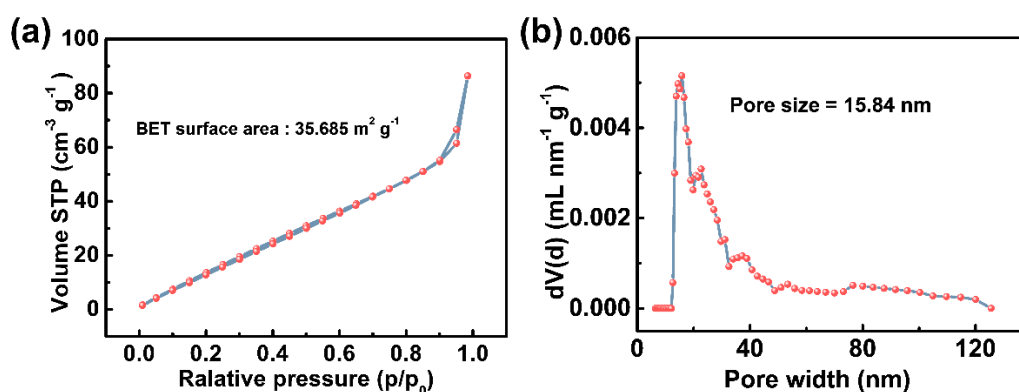 (a)
100
80
60
40
20
0
Volume STP (cm⁻³ g⁻¹)
BET surface area : 35.685 m² g⁻¹
0.0 0.2 0.4 0.6 0.8 1.0
Ralative pressure (p/p₀)
(b)
0.006
0.004
0.002
0.000
dV(d) (mL nm⁻¹ g⁻¹)
Pore size = 15.84 nm
0 40 80 120
Pore width (nm)